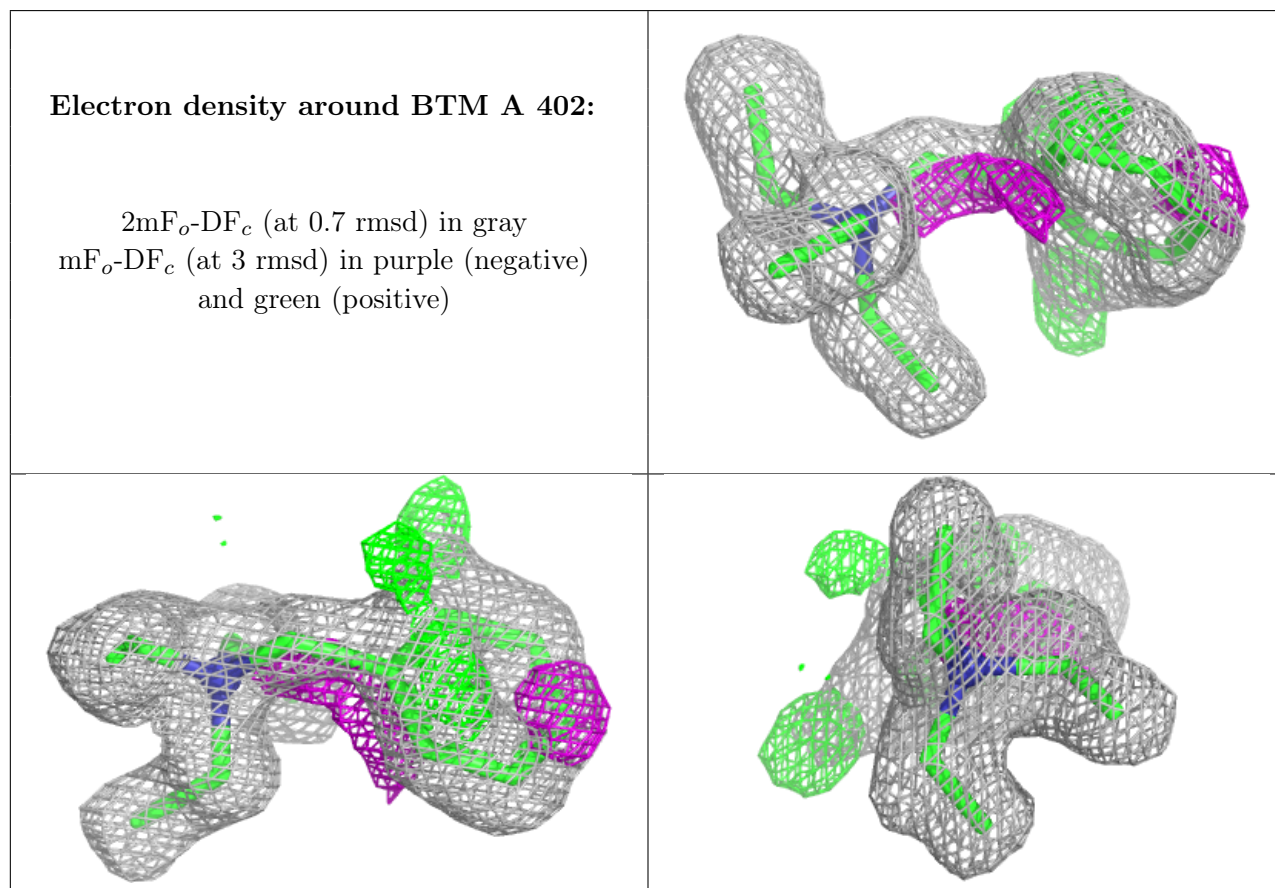 Electron density around BTM A 402:
2mFo-DFc (at 0.7 rmsd) in gray
mFo-DFc (at 3 rmsd) in purple (negative)
and green (positive)